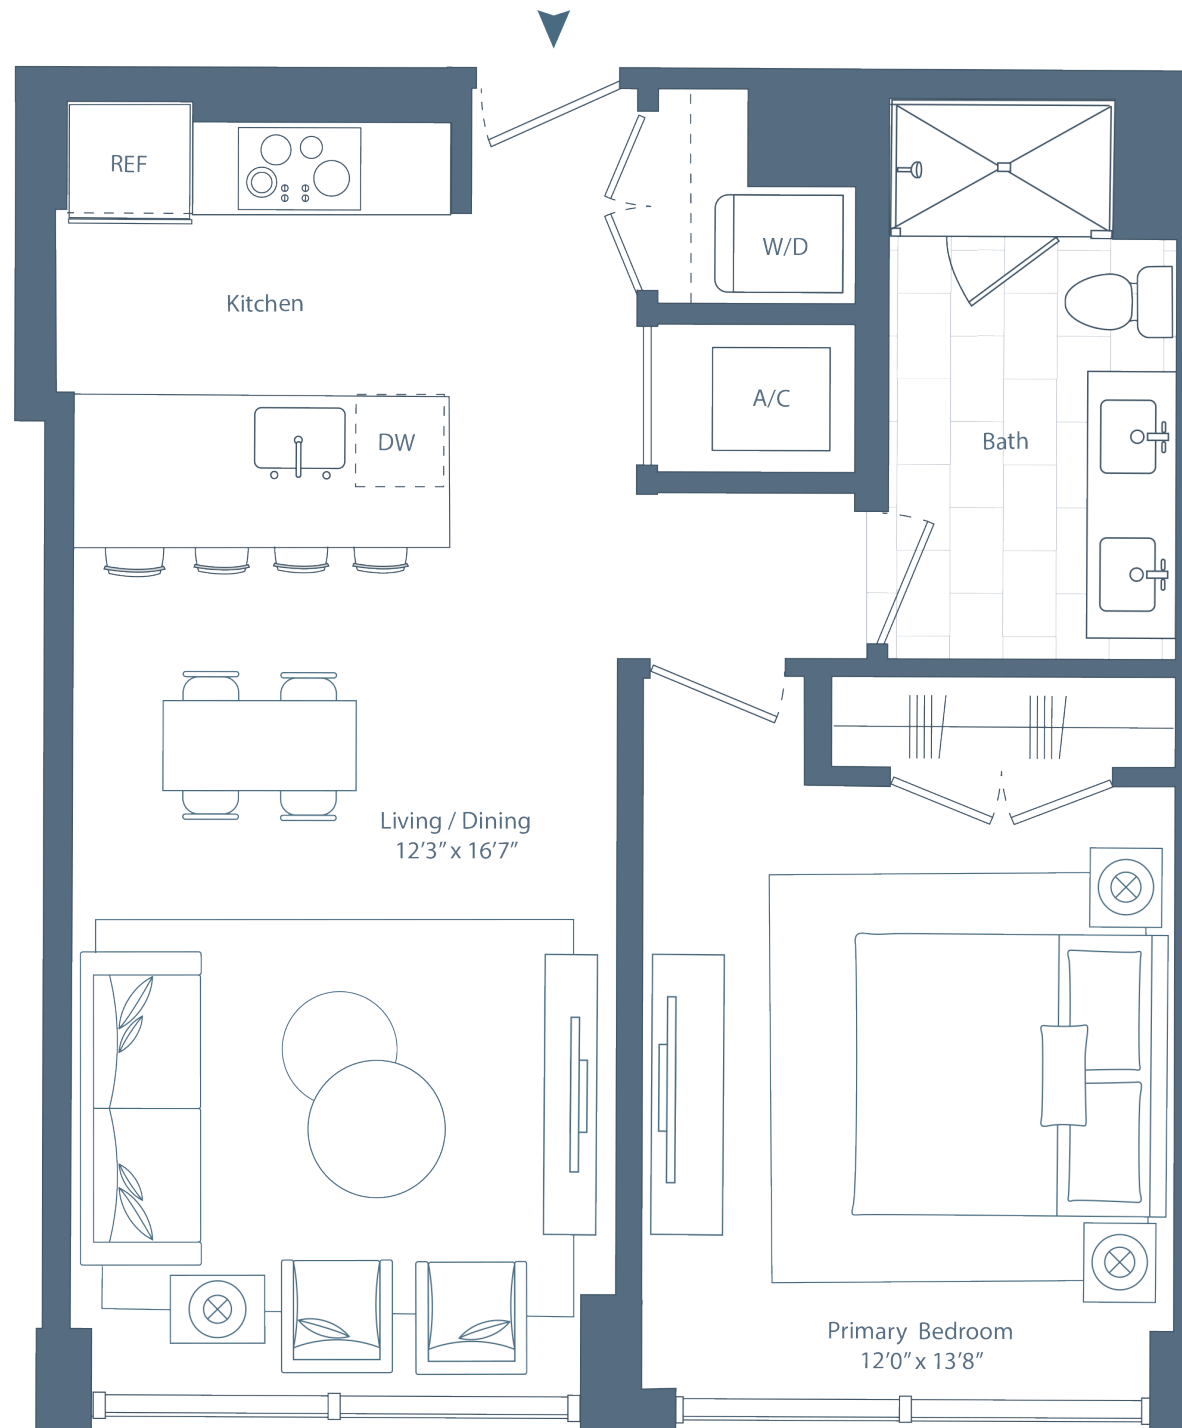 REF
W/D
Kitchen
A/C
DW
Bath
Living / Dining
12’3” x 16’7”
Primary Bedroom
12’0” x 13’8”